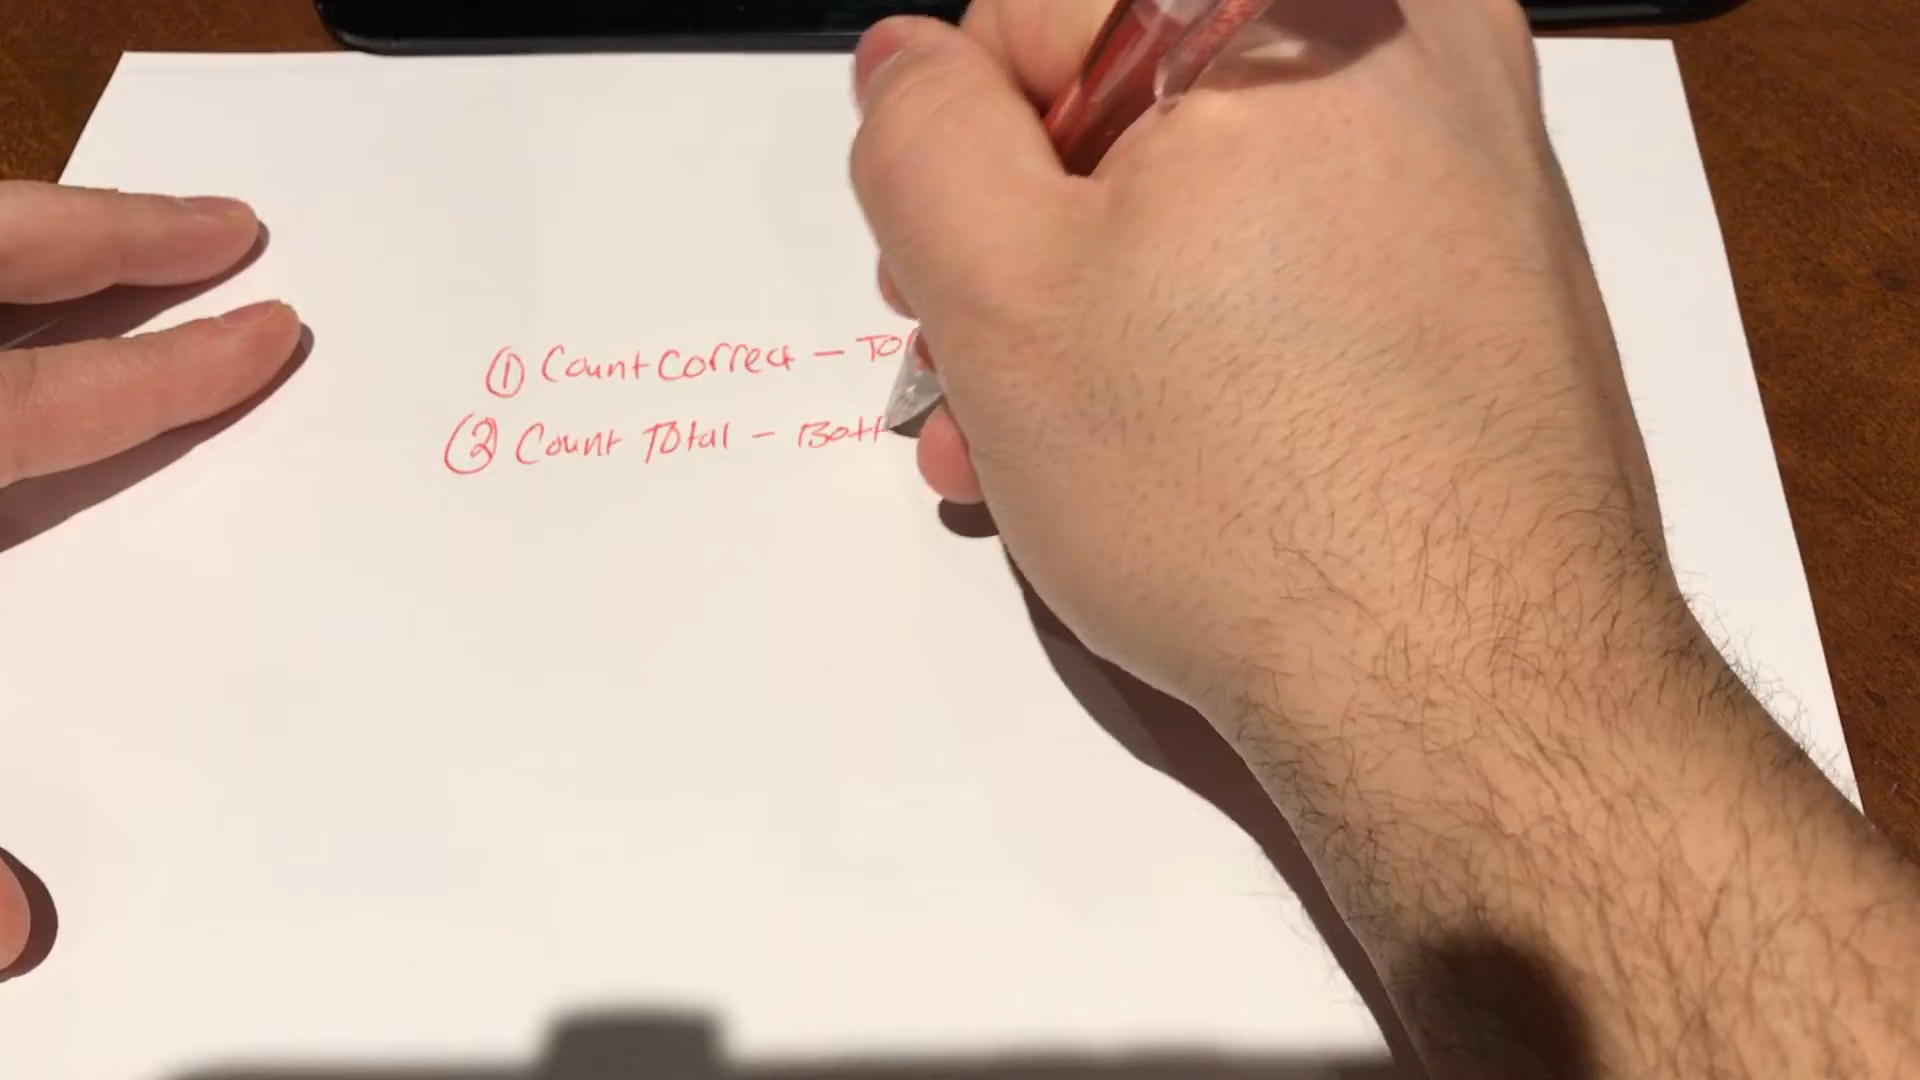 ① Count Correct - To
② Count Total - Bott